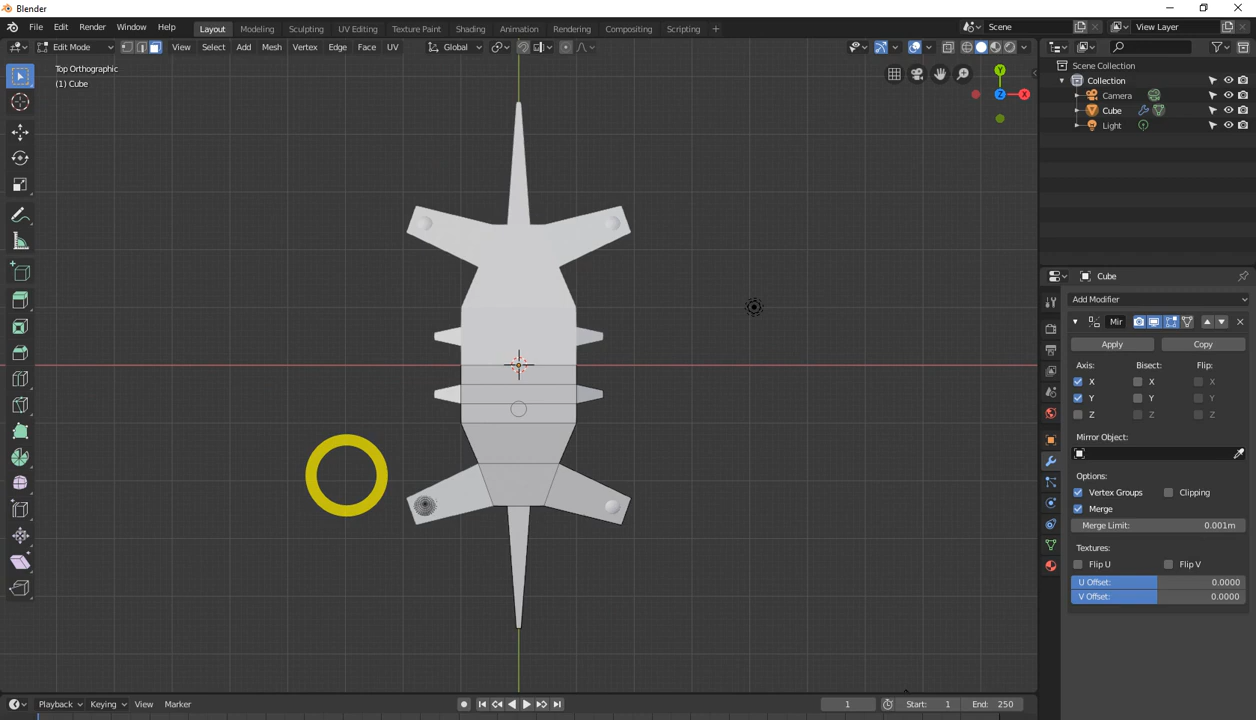 Blender
File Edit Render Window Help Layout Modeling Sculpting UV Editing Texture Paint Shading Animation Rendering Compositing Scripting + Scene View Layer
Edit Mode View Select Add Mesh Vertex Edge Face UV Global
Top Orthographic
(1) Cube
Y
Z
X
Scene Collection
Collection
Camera
Cube
Light
Cube
Add Modifier
Mir
Apply Copy
Axis: Bisect: Flip:
X X X
Y Y Y
Z Z Z
Mirror Object:
Options:
Vertex Groups Clipping
Merge
Merge Limit: 0.001m
Textures:
Flip U Flip V
U Offset: 0.0000
V Offset: 0.0000
Playback Keying View Marker 1 Start: 1 End: 250